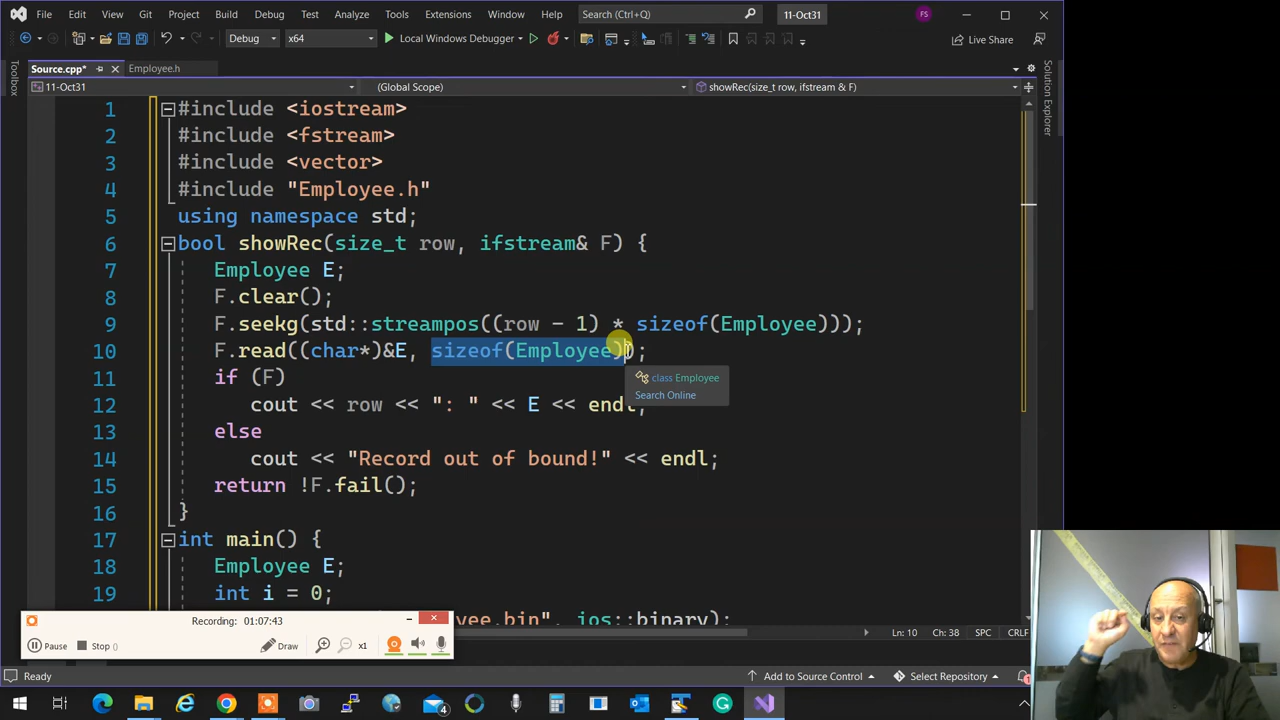 File Edit View Git Project Build Debug Test Analyze Tools Extensions Window Help Search (Ctrl+Q) 11-Oct31 FS
Debug x64 Local Windows Debugger Live Share
Toolbox
Source.cpp* Employee.h
Solution Explorer
11-Oct31 (Global Scope) showRec(size_t row, ifstream& F)
1 #include <iostream>
2 #include <fstream>
3 #include <vector>
4 #include "Employee.h"
5 using namespace std;
6 bool showRec(size_t row, ifstream& F) {
7 Employee E;
8 F.clear();
9 F.seekg(std::streampos((row - 1) * sizeof(Employee)));
10 F.read((char*)&E, sizeof(Employee));
class Employee
Search Online
11 if (F)
12 cout << row << ": " << E << endl;
13 else
14 cout << "Record out of bound!" << endl;
15 return !F.fail();
16 }
17 int main() {
18 Employee E;
19 int i = 0;
yee.bin", ios::binary);
Recording: 01:07:43
Pause Stop () x1 Draw
Ln: 10 Ch: 38 SPC CRLF
Ready Add to Source Control Select Repository 1
4